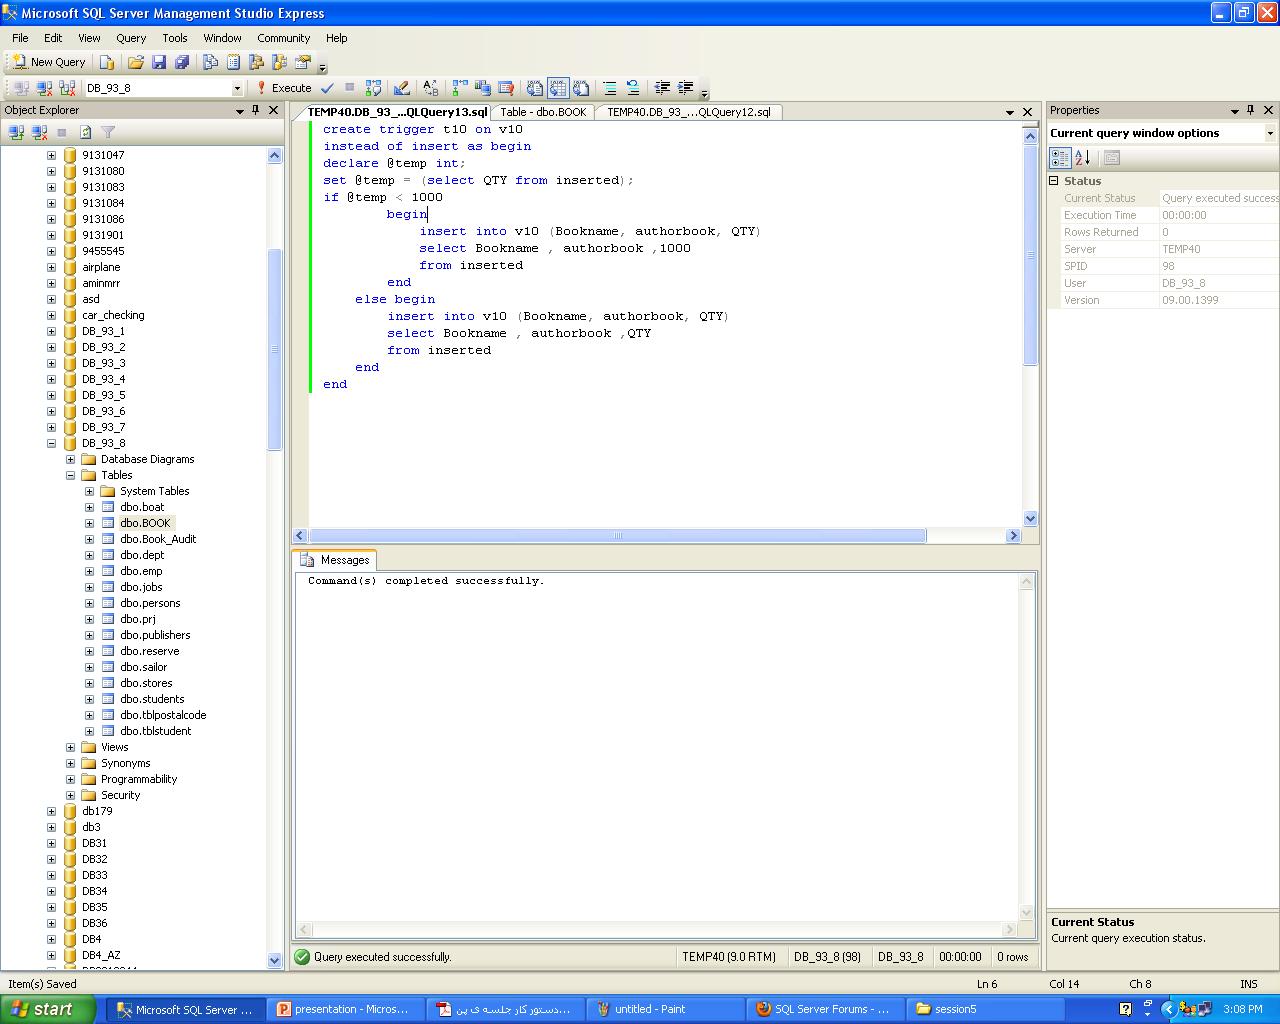 Microsoft SQL Server Management Studio Express
File Edit View Query Tools Window Community Help
New Query
DB_93_8 Execute
Object Explorer
9131047
9131080
9131083
9131084
9131086
9131901
9455545
airplane
aminmrr
asd
car_checking
DB_93_1
DB_93_2
DB_93_3
DB_93_4
DB_93_5
DB_93_6
DB_93_7
DB_93_8
Database Diagrams
Tables
System Tables
dbo.boat
dbo.BOOK
dbo.Book_Audit
dbo.dept
dbo.emp
dbo.jobs
dbo.persons
dbo.prj
dbo.publishers
dbo.reserve
dbo.sailor
dbo.stores
dbo.students
dbo.tblpostalcode
dbo.tblstudent
Views
Synonyms
Programmability
Security
db179
db3
DB31
DB32
DB33
DB34
DB35
DB36
DB4
DB4_AZ
TEMP40.DB_93_...QLQuery13.sql Table - dbo.BOOK TEMP40.DB_93_...QLQuery12.sql
create trigger t10 on v10
instead of insert as begin
declare @temp int;
set @temp = (select QTY from inserted);
if @temp < 1000
begin
insert into v10 (Bookname, authorbook, QTY)
select Bookname , authorbook ,1000
from inserted
end
else begin
insert into v10 (Bookname, authorbook, QTY)
select Bookname , authorbook ,QTY
from inserted
end
end
Messages
Command(s) completed successfully.
Query executed successfully. TEMP40 (9.0 RTM) DB_93_8 (98) DB_93_8 00:00:00 0 rows
Properties
Current query window options
Status
Current Status Query executed success
Execution Time 00:00:00
Rows Returned 0
Server TEMP40
SPID 98
User DB_93_8
Version 09.00.1399
Current Status
Current query execution status.
Item(s) Saved Ln 6 Col 14 Ch 8 INS
start Microsoft SQL Server ... presentation - Micros... دستور کار جلسه ی پن... untitled - Paint SQL Server Forums - ... session5 3:08 PM